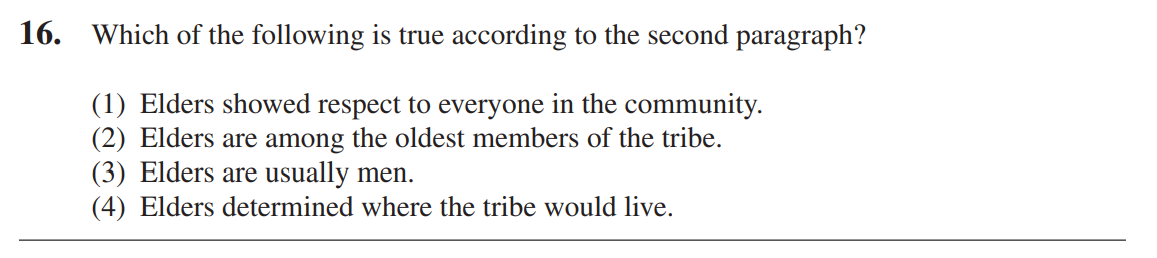 16. Which of the following is true according to the second paragraph?
(1) Elders showed respect to everyone in the community.
(2) Elders are among the oldest members of the tribe.
(3) Elders are usually men.
(4) Elders determined where the tribe would live.